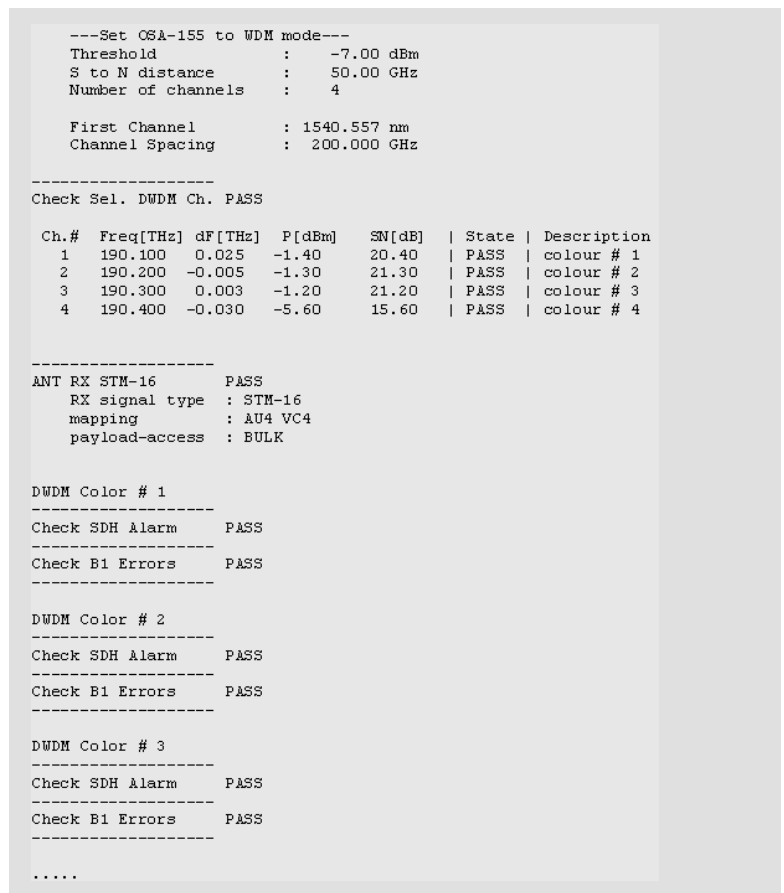 ---Set OSA-155 to WDM mode---
Threshold : -7.00 dBm
S to N distance : 50.00 GHz
Number of channels : 4
First Channel : 1540.557 nm
Channel Spacing : 200.000 GHz
-------------------
Check Sel. DWDM Ch. PASS
Ch.# Freq[THz] dF[THz] P[dBm] SN[dB] | State | Description
1 190.100 0.025 -1.40 20.40 | PASS | colour # 1
2 190.200 -0.005 -1.30 21.30 | PASS | colour # 2
3 190.300 0.003 -1.20 21.20 | PASS | colour # 3
4 190.400 -0.030 -5.60 15.60 | PASS | colour # 4
-------------------
ANT RX STM-16 PASS
RX signal type : STM-16
mapping : AU4 VC4
payload-access : BULK
DWDM Color # 1
-------------------
Check SDH Alarm PASS
-------------------
Check B1 Errors PASS
-------------------
DWDM Color # 2
-------------------
Check SDH Alarm PASS
-------------------
Check B1 Errors PASS
-------------------
DWDM Color # 3
-------------------
Check SDH Alarm PASS
-------------------
Check B1 Errors PASS
-------------------
.....